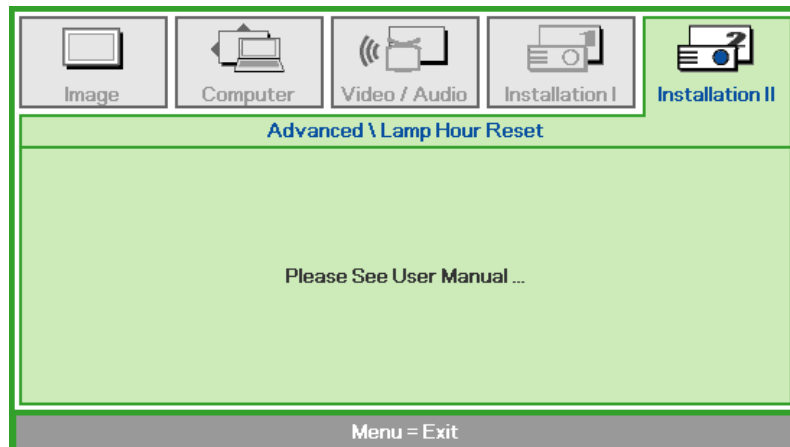 Image
Computer
Video / Audio
Installation I
Installation II
Advanced \ Lamp Hour Reset
Please See User Manual ...
Menu = Exit